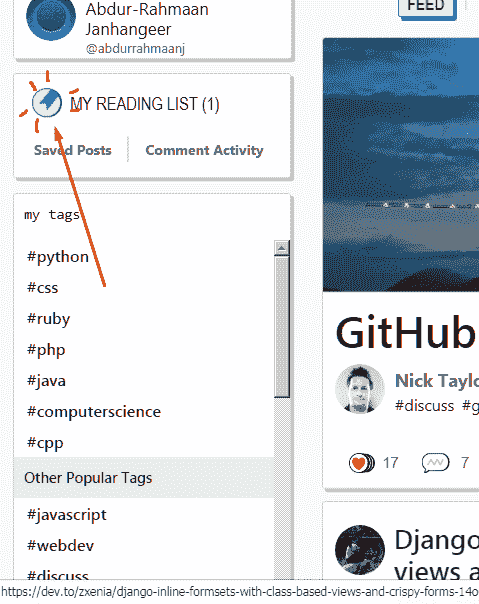 Abdur-Rahmaan
Janhangeer
@abdurrahmaanj
FEED
MY READING LIST (1)
Saved Posts
Comment Activity
my tags
#python
#css
#ruby
#php
#java
#computerscience
#cpp
Other Popular Tags
#javascript
#webdev
#discuss
GitHub
Nick Taylo
#discuss #g
17
7
Django
views a
https://dev.to/zxenia/django-inline-formsets-with-class-based-views-and-crispy-forms-14o